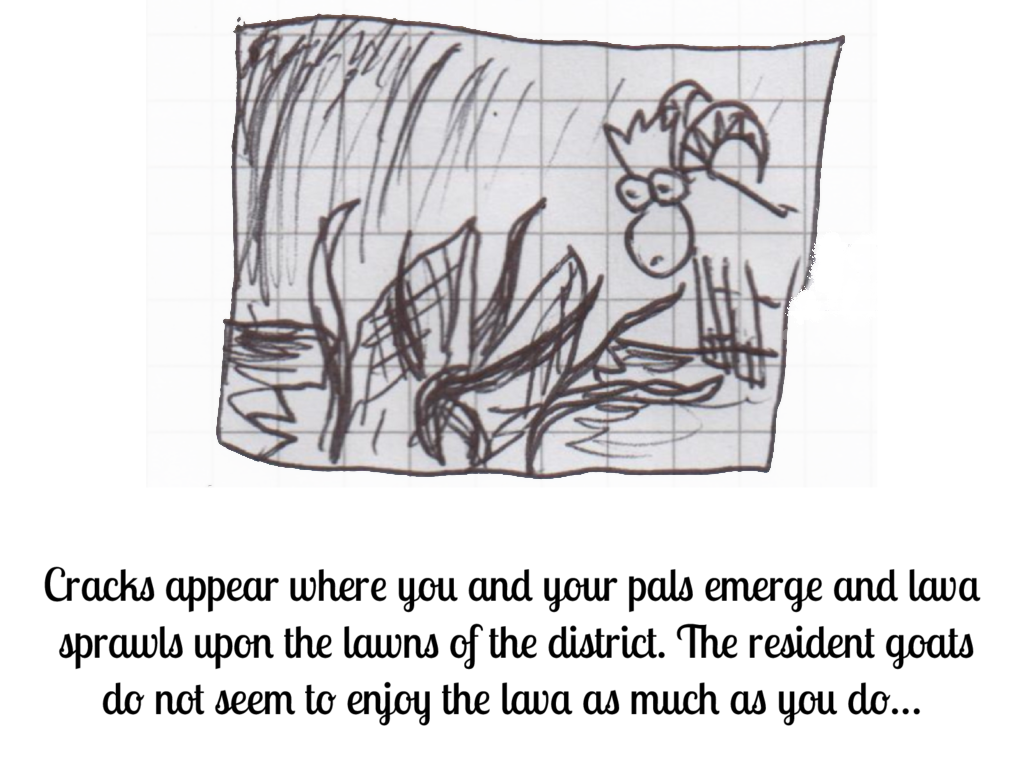 Cracks appear where you and your pals emerge and lava
sprawls upon the lawns of the district. The resident goats
do not seem to enjoy the lava as much as you do...